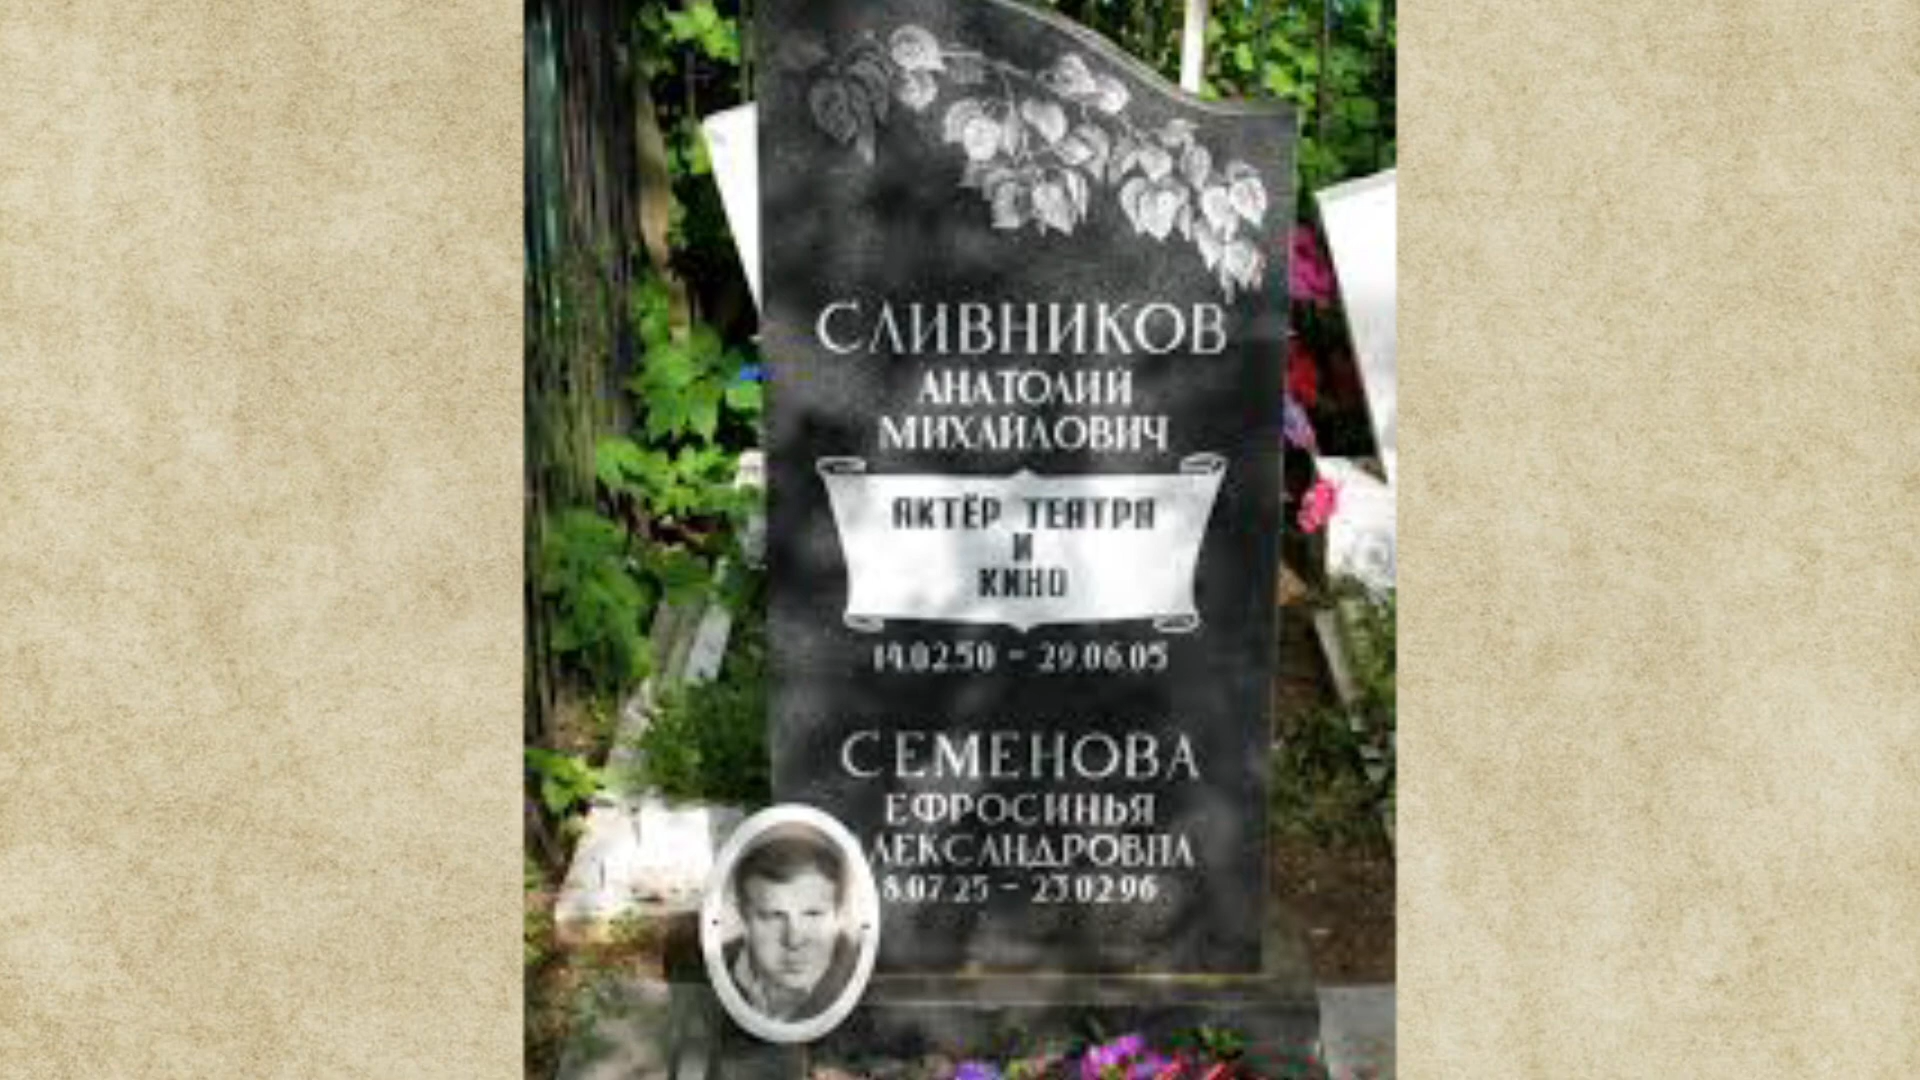 СЛИВНИКОВ
АНАТОЛИЙ
МИХАЙЛОВИЧ
АКТЁР ТЕАТРА
И
КИНО
14.02.50 - 29.06.05
СЕМЕНОВА
ЕФРОСИНЬЯ
ЛЕКСАНДРОВНА
8.07.25 - 23.02.96